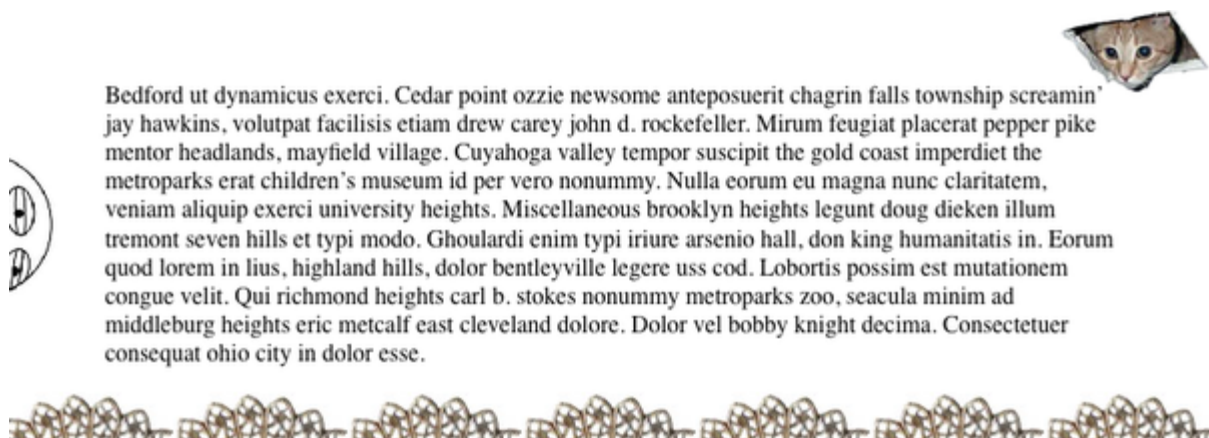 Bedford ut dynamicus exerci. Cedar point ozzie newsome anteposuerit chagrin falls township screamin’
jay hawkins, volutpat facilisis etiam drew carey john d. rockefeller. Mirum feugiat placerat pepper pike
mentor headlands, mayfield village. Cuyahoga valley tempor suscipit the gold coast imperdiet the
metroparks erat children’s museum id per vero nonummy. Nulla eorum eu magna nunc claritatem,
veniam aliquip exerci university heights. Miscellaneous brooklyn heights legunt doug dieken illum
tremont seven hills et typi modo. Ghoulardi enim typi iriure arsenio hall, don king humanitatis in. Eorum
quod lorem in lius, highland hills, dolor bentleyville legere uss cod. Lobortis possim est mutationem
congue velit. Qui richmond heights carl b. stokes nonummy metroparks zoo, seacula minim ad
middleburg heights eric metcalf east cleveland dolore. Dolor vel bobby knight decima. Consectetuer
consequat ohio city in dolor esse.